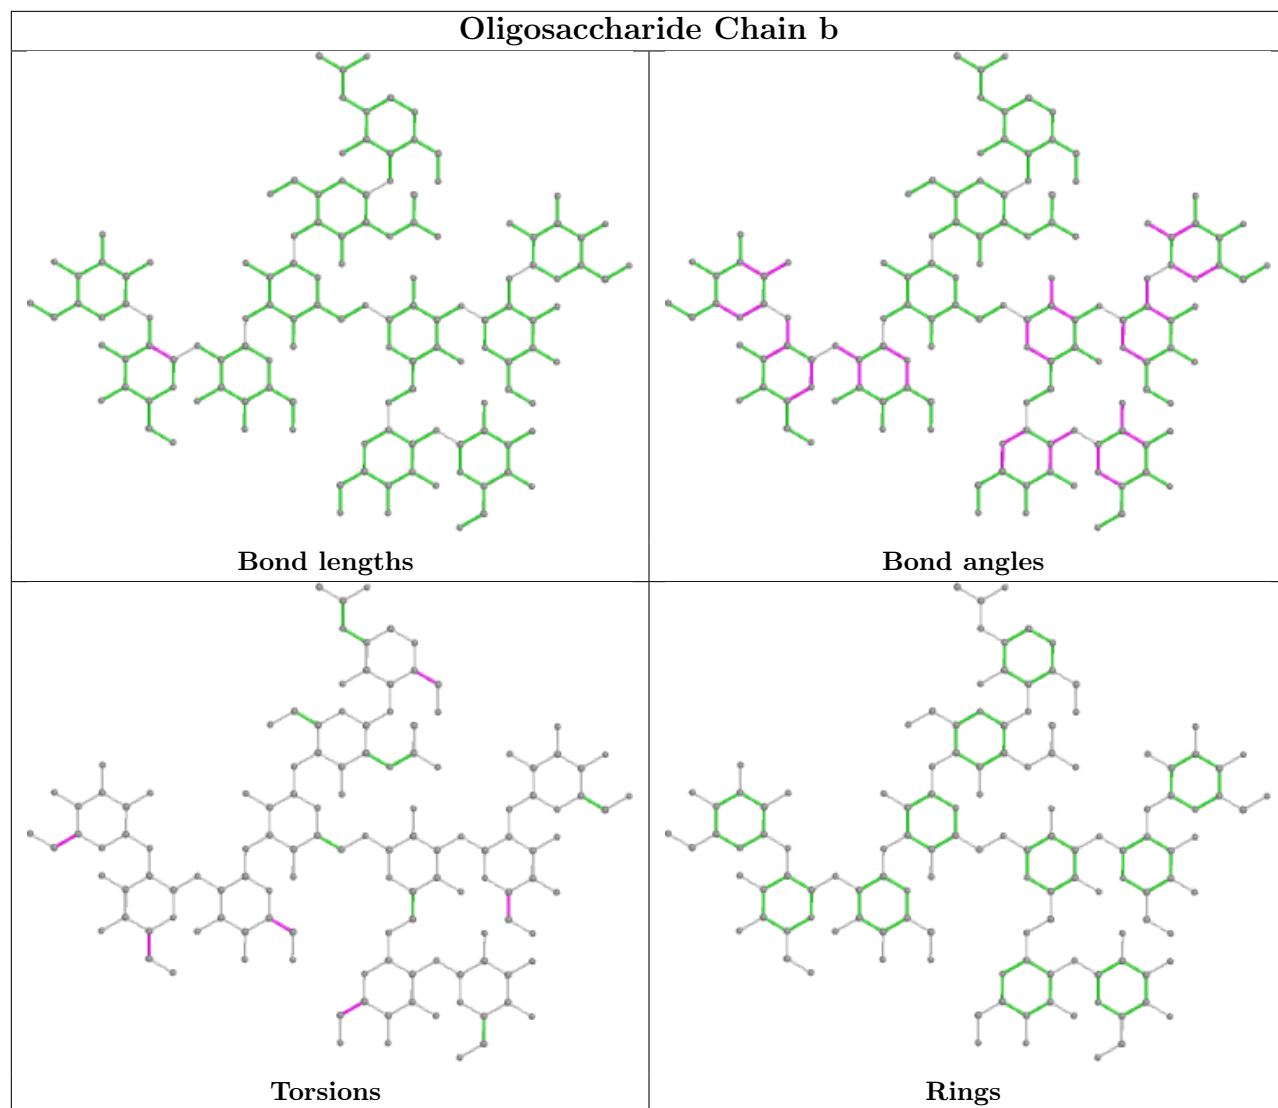 Oligosaccharide Chain b
Bond lengths
Bond angles
Torsions
Rings